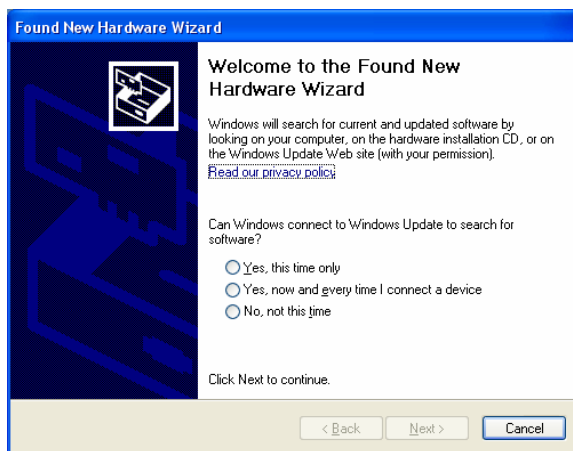 Found New Hardware Wizard
Welcome to the Found New
Hardware Wizard
Windows will search for current and updated software by
looking on your computer, on the hardware installation CD, or on
the Windows Update Web site (with your permission).
Read our privacy policy
Can Windows connect to Windows Update to search for
software?
Yes, this time only
Yes, now and every time I connect a device
No, not this time
Click Next to continue.
< Back
Next >
Cancel